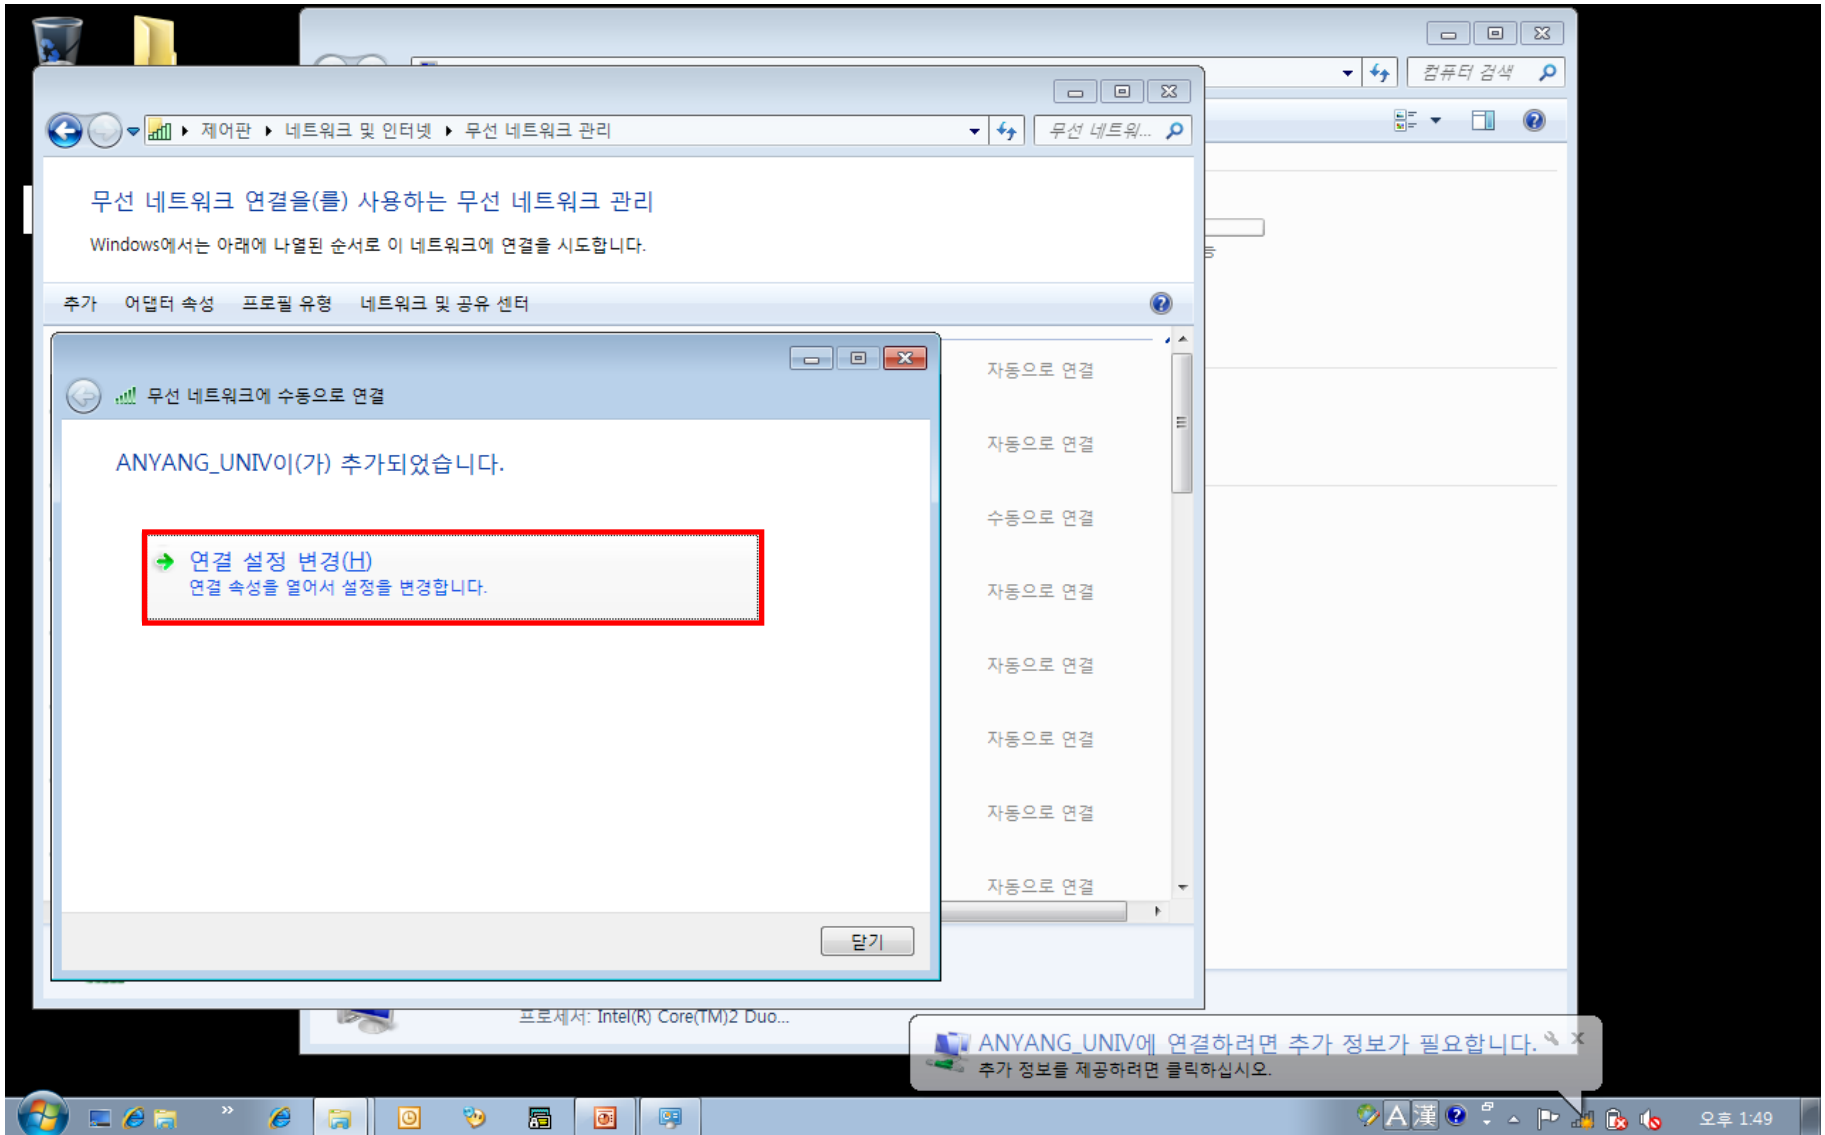 컴퓨터 검색
제어판 ▸ 네트워크 및 인터넷 ▸ 무선 네트워크 관리
무선 네트워...
무선 네트워크 연결을(를) 사용하는 무선 네트워크 관리
Windows에서는 아래에 나열된 순서로 이 네트워크에 연결을 시도합니다.
추가 어댑터 속성 프로필 유형 네트워크 및 공유 센터
무선 네트워크에 수동으로 연결
ANYANG_UNIV이(가) 추가되었습니다.
연결 설정 변경(H)
연결 속성을 열어서 설정을 변경합니다.
닫기
자동으로 연결
자동으로 연결
수동으로 연결
자동으로 연결
자동으로 연결
자동으로 연결
자동으로 연결
자동으로 연결
프로세서: Intel(R) Core(TM)2 Duo...
ANYANG_UNIV에 연결하려면 추가 정보가 필요합니다.
추가 정보를 제공하려면 클릭하십시오.
A 漢
오후 1:49